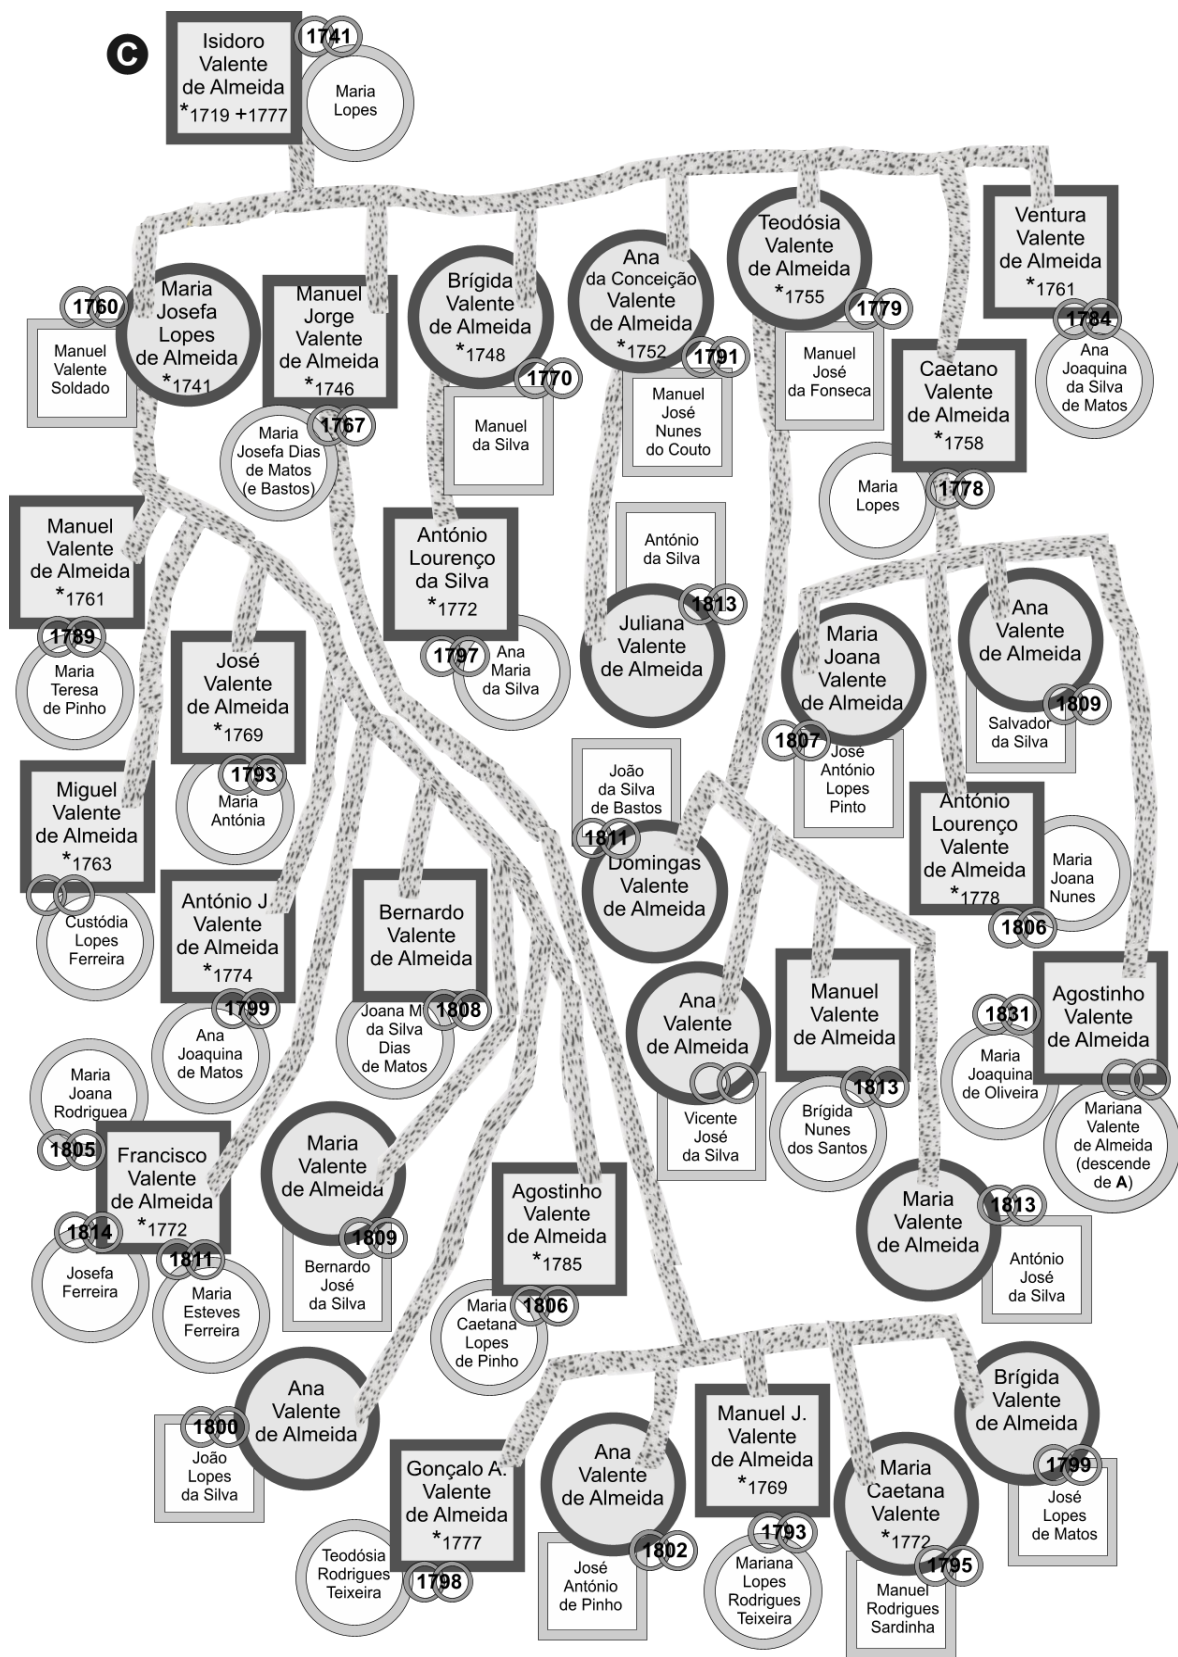 C
Isidoro
Valente
de Almeida
*1719 +1777
1741
Maria
Lopes
1760
Manuel
Valente
Soldado
Maria
Josefa
Lopes
de Almeida
*1741
Manuel
Jorge
Valente
de Almeida
*1746
1767
Maria
Josefa Dias
de Matos
(e Bastos)
Brígida
Valente
de Almeida
*1748
1770
Manuel
da Silva
Ana
da Conceição
Valente
de Almeida
*1752
1791
Manuel
José
Nunes
do Couto
Teodósia
Valente
de Almeida
*1755
1779
Manuel
José
da Fonseca
Caetano
Valente
de Almeida
*1758
1778
Maria
Lopes
Ventura
Valente
de Almeida
*1761
1784
Ana
Joaquina
da Silva
de Matos
Manuel
Valente
de Almeida
*1761
1789
Maria
Teresa
de Pinho
José
Valente
de Almeida
*1769
1793
Maria
Antónia
António
Lourenço
da Silva
*1772
1797
Ana
Maria
da Silva
António
da Silva
1813
Juliana
Valente
de Almeida
Maria
Joana
Valente
de Almeida
1807
José
António
Lopes
Pinto
Ana
Valente
de Almeida
1809
Salvador
da Silva
Miguel
Valente
de Almeida
*1763
Custódia
Lopes
Ferreira
António J.
Valente
de Almeida
*1774
1799
Ana
Joaquina
de Matos
Bernardo
Valente
de Almeida
1808
Joana Mª
da Silva
Dias
de Matos
João
da Silva
de Bastos
1811
Domingas
Valente
de Almeida
António
Lourenço
Valente
de Almeida
*1778
1806
Maria
Joana
Nunes
Ana
Valente
de Almeida
Vicente
José
da Silva
Manuel
Valente
de Almeida
1813
Brígida
Nunes
dos Santos
1831
Maria
Joaquina
de Oliveira
Agostinho
Valente
de Almeida
Mariana
Valente
de Almeida
(descende
de A)
Maria
Joana
Rodriguea
1805
Francisco
Valente
de Almeida
*1772
1814
Josefa
Ferreira
1811
Maria
Esteves
Ferreira
Maria
Valente
de Almeida
1809
Bernardo
José
da Silva
Agostinho
Valente
de Almeida
*1785
1806
Maria
Caetana
Lopes
de Pinho
Maria
Valente
de Almeida
1813
António
José
da Silva
Ana
Valente
de Almeida
1800
João
Lopes
da Silva
Gonçalo A.
Valente
de Almeida
*1777
1798
Teodósia
Rodrigues
Teixeira
Ana
Valente
de Almeida
1802
José
António
de Pinho
Manuel J.
Valente
de Almeida
*1769
1793
Mariana
Lopes
Rodrigues
Teixeira
Maria
Caetana
Valente
*1772
1795
Manuel
Rodrigues
Sardinha
Brígida
Valente
de Almeida
1799
José
Lopes
de Matos